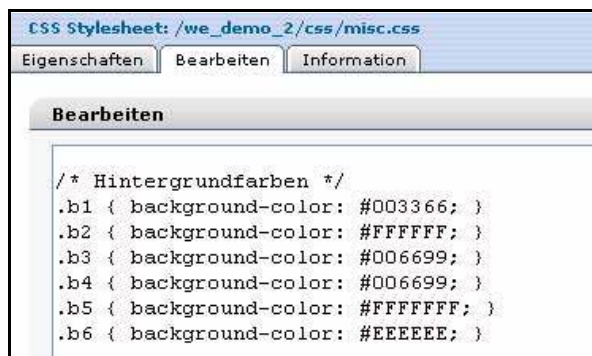 CSS Stylesheet: /we_demo_2/css/misc.css
Eigenschaften Bearbeiten Information
Bearbeiten
/* Hintergrundfarben */
.b1 { background-color: #003366; }
.b2 { background-color: #FFFFFF; }
.b3 { background-color: #006699; }
.b4 { background-color: #006699; }
.b5 { background-color: #FFFFFFF; }
.b6 { background-color: #EEEEEE; }